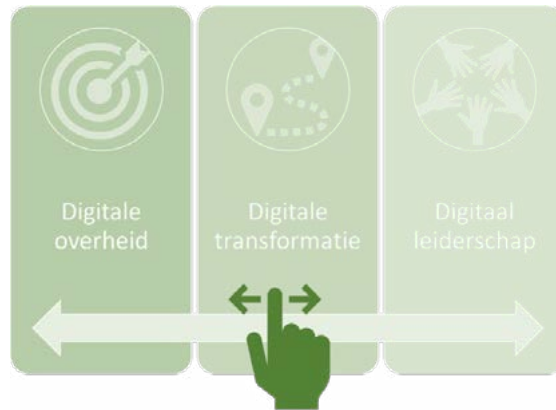 Digitale
overheid
Digitale
transformatie
Digitaal
leiderschap